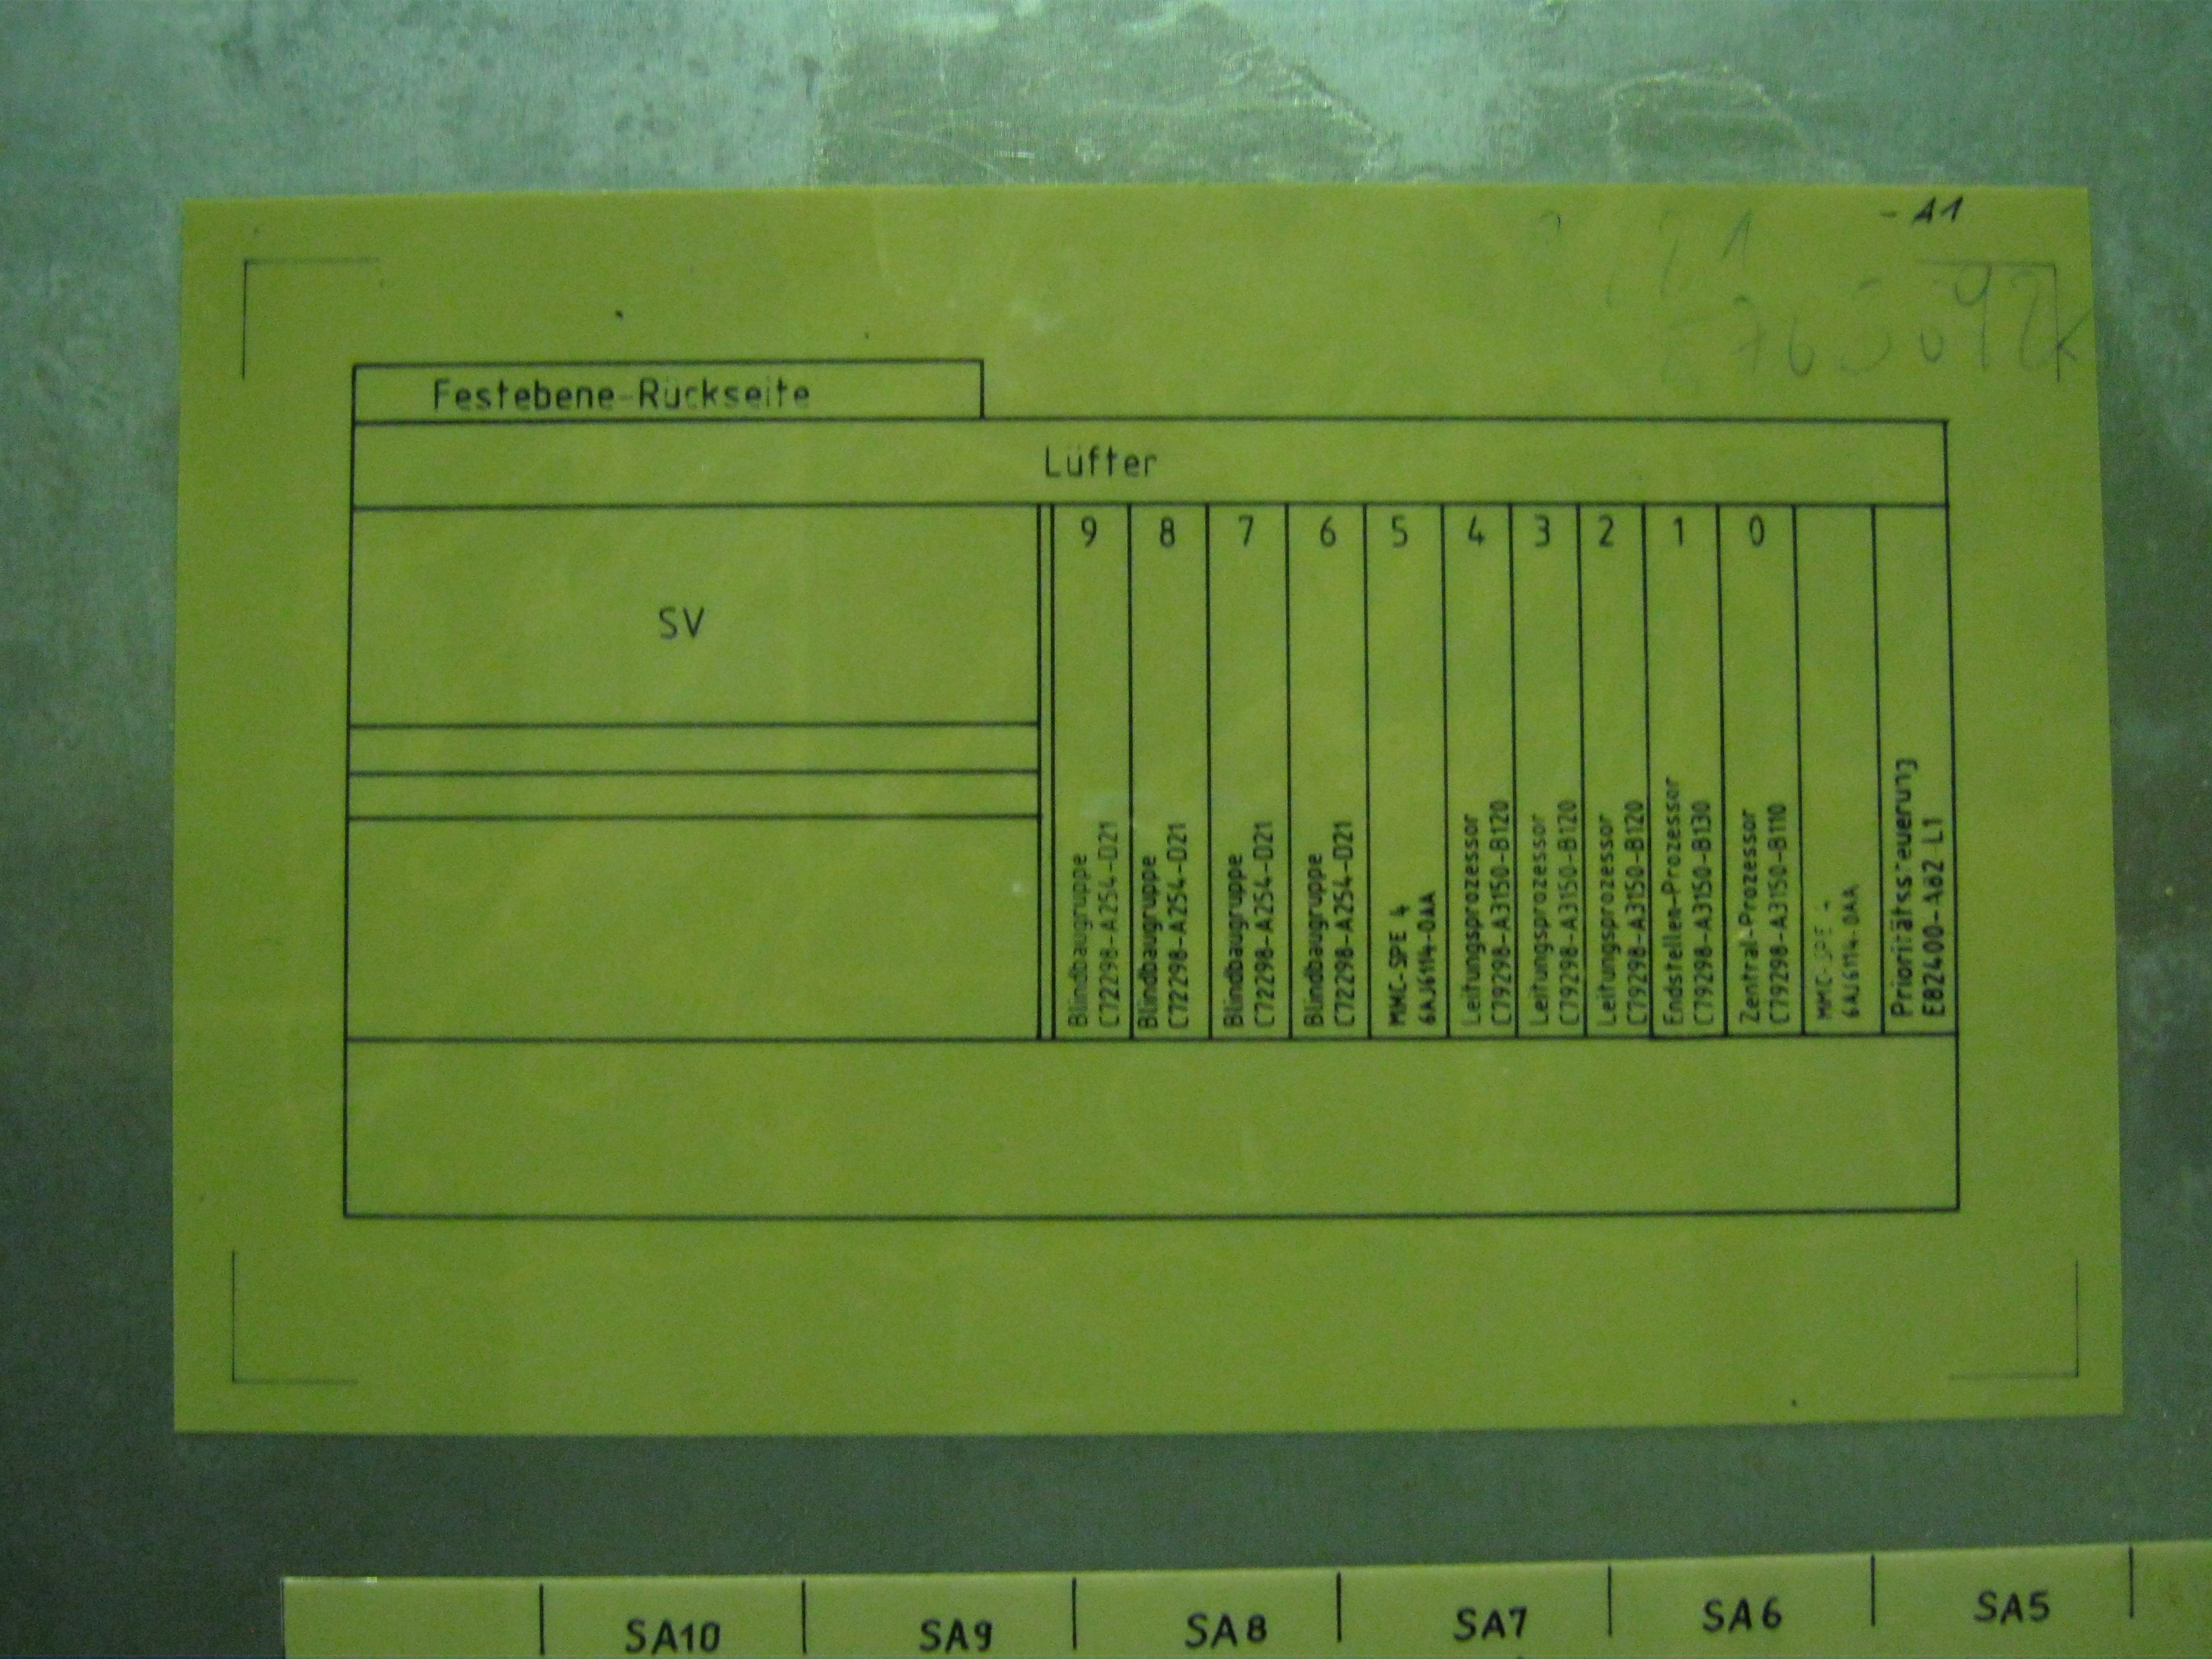 - A1
Festebene-Rückseite
Lüfter
SV
9
8
7
6
5
4
3
2
1
0
Blindbaugruppe
C72298-A254-D21
Blindbaugruppe
C72298-A254-D21
Blindbaugruppe
C72298-A254-D21
Blindbaugruppe
C72298-A254-D21
MMC-SPE 4
6AJ6114-0AA
Leitungsprozessor
C79298-A3150-B120
Leitungsprozessor
C79298-A3150-B120
Leitungsprozessor
C79298-A3150-B120
Endstellen-Prozessor
C79298-A3150-B130
Zentral-Prozessor
C79298-A3150-B110
MMC-SPE 4
6AJ6114-0AA
Prioritätssteuerung
E82400-A82 L1
SA10
SA9
SA8
SA7
SA6
SA5